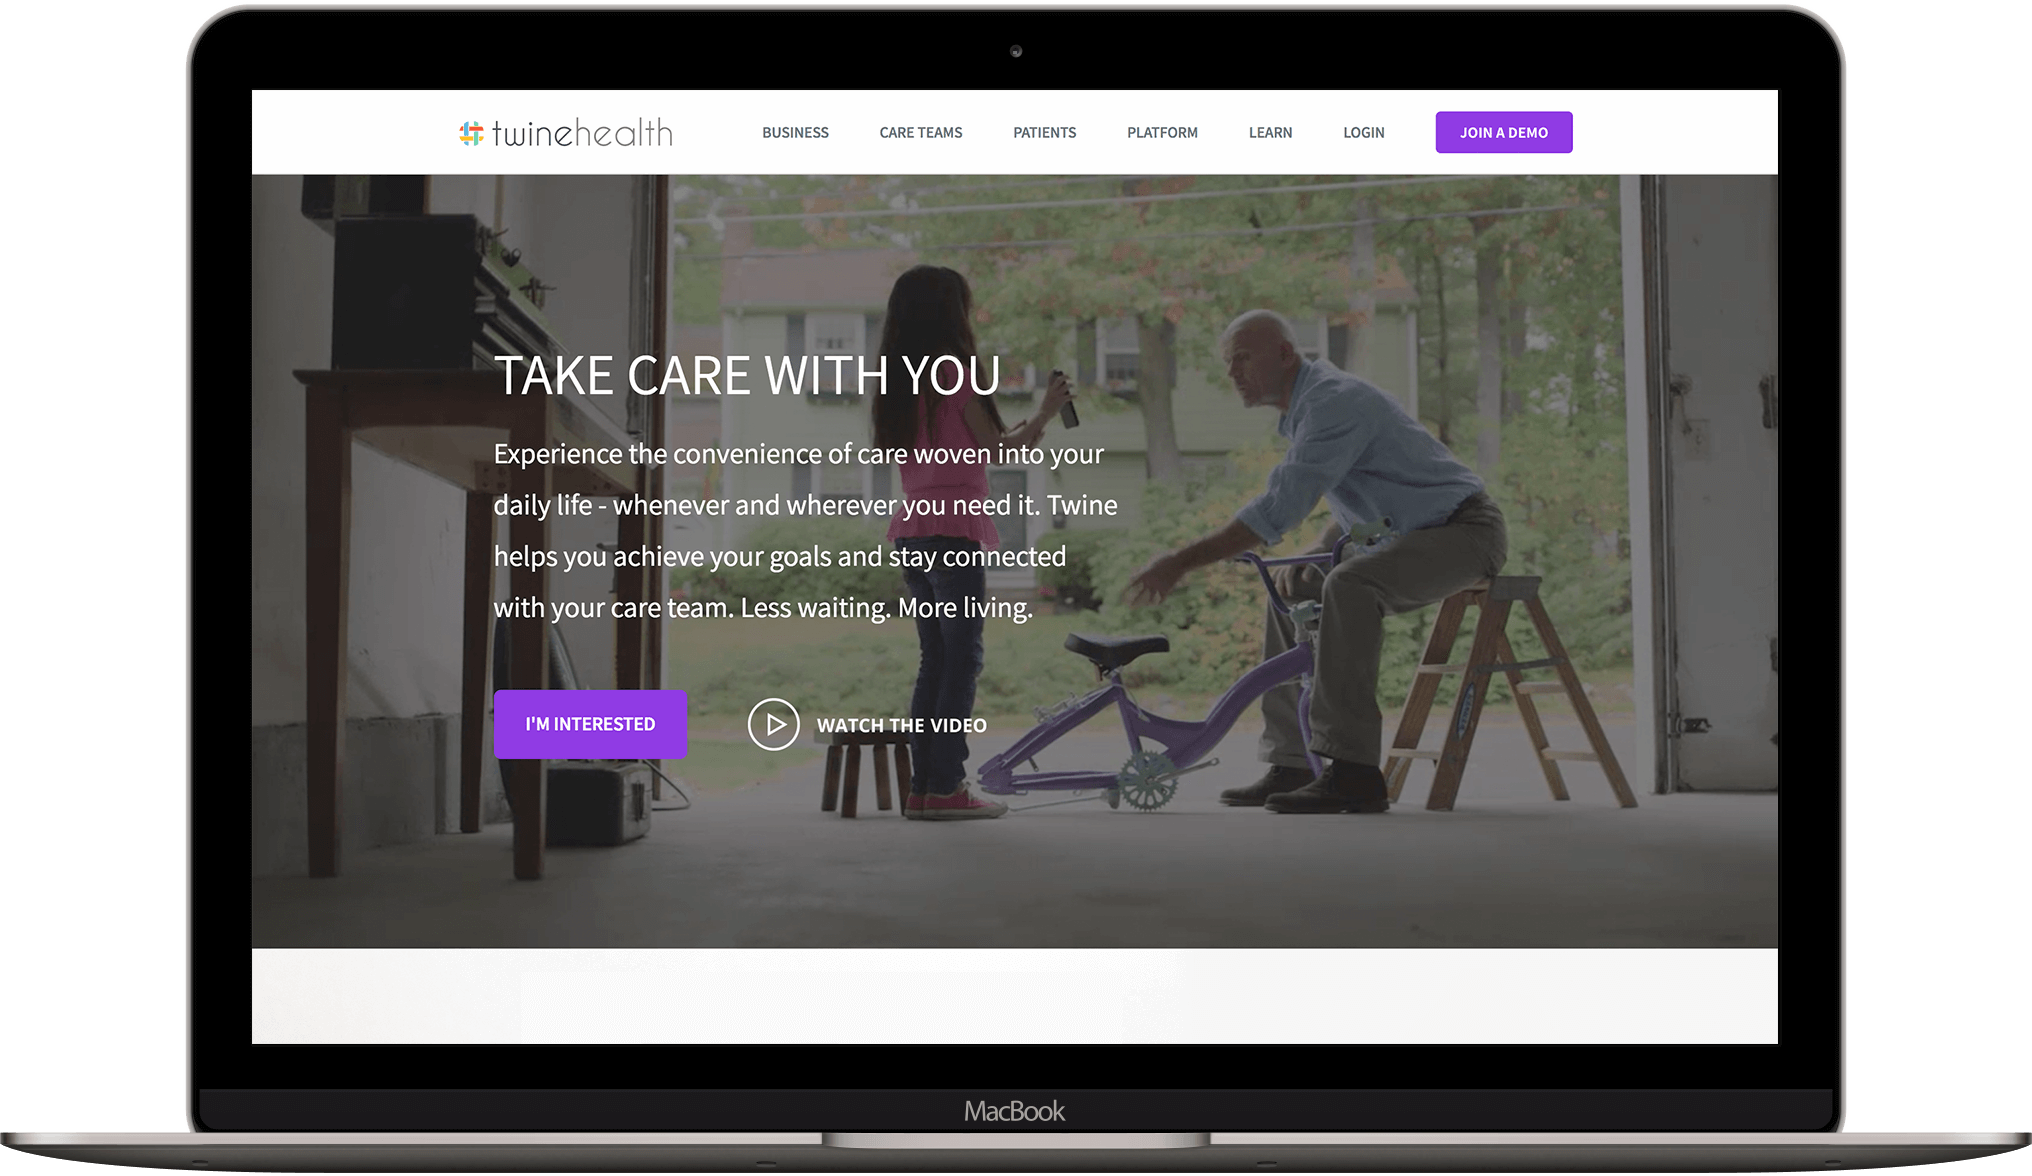 twinehealth
BUSINESS
CARE TEAMS
PATIENTS
PLATFORM
LEARN
LOGIN
JOIN A DEMO
TAKE CARE WITH YOU
Experience the convenience of care woven into your
daily life - whenever and wherever you need it. Twine
helps you achieve your goals and stay connected
with your care team. Less waiting. More living.
I'M INTERESTED
WATCH THE VIDEO
MacBook